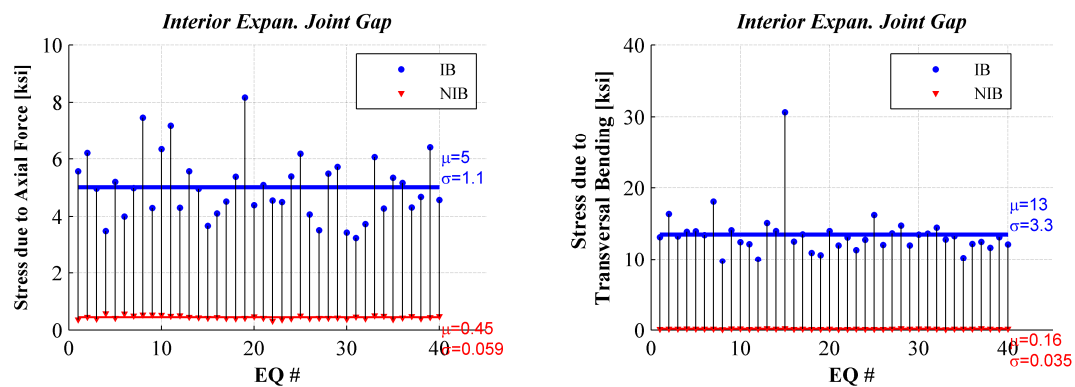 Interior Expan. Joint Gap
10
8
6
4
2
0
Stress due to Axial Force [ksi]
IB
NIB
μ=5
σ=1.1
μ=0.45
σ=0.059
0
10
20
30
40
EQ #
Interior Expan. Joint Gap
40
30
20
10
0
Stress due to
Transversal Bending [ksi]
IB
NIB
μ=13
σ=3.3
μ=0.16
σ=0.035
0
10
20
30
40
EQ #